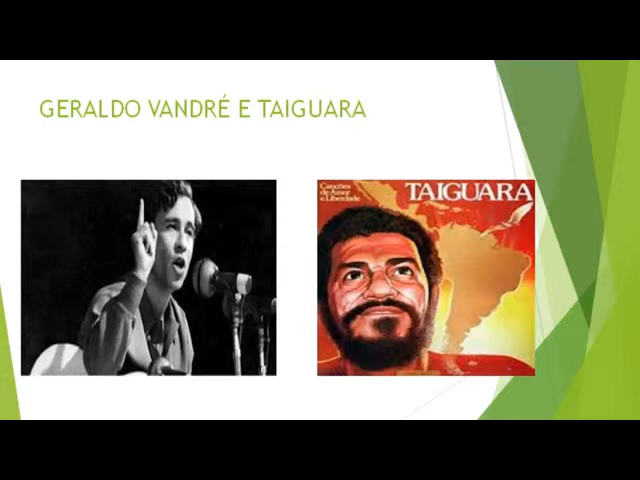 GERALDO VANDRÉ E TAIGUARA
Canções
de Amor
e Liberdade
TAIGUARA